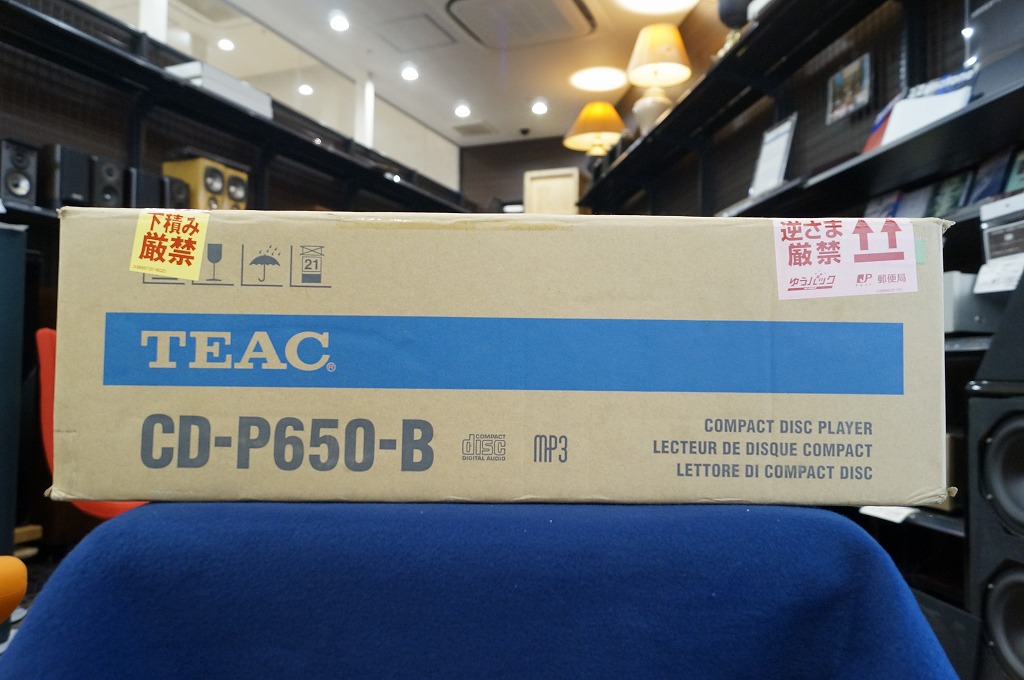 下積み
厳禁
21
逆さま
厳禁
ゆうパック
JP
郵便局
TEAC®
CD-P650-B
COMPACT
disc
DIGITAL AUDIO
MP3
COMPACT DISC PLAYER
LECTEUR DE DISQUE COMPACT
LETTORE DI COMPACT DISC